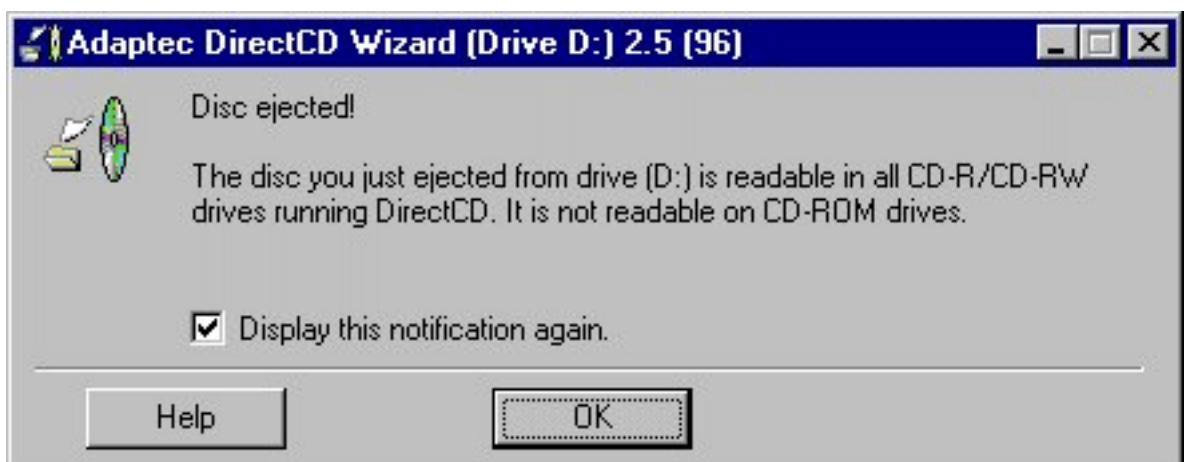 Adaptec DirectCD Wizard (Drive D:) 2.5 (96)
Disc ejected!
The disc you just ejected from drive (D:) is readable in all CD-R/CD-RW
drives running DirectCD. It is not readable on CD-ROM drives.
Display this notification again.
Help
OK